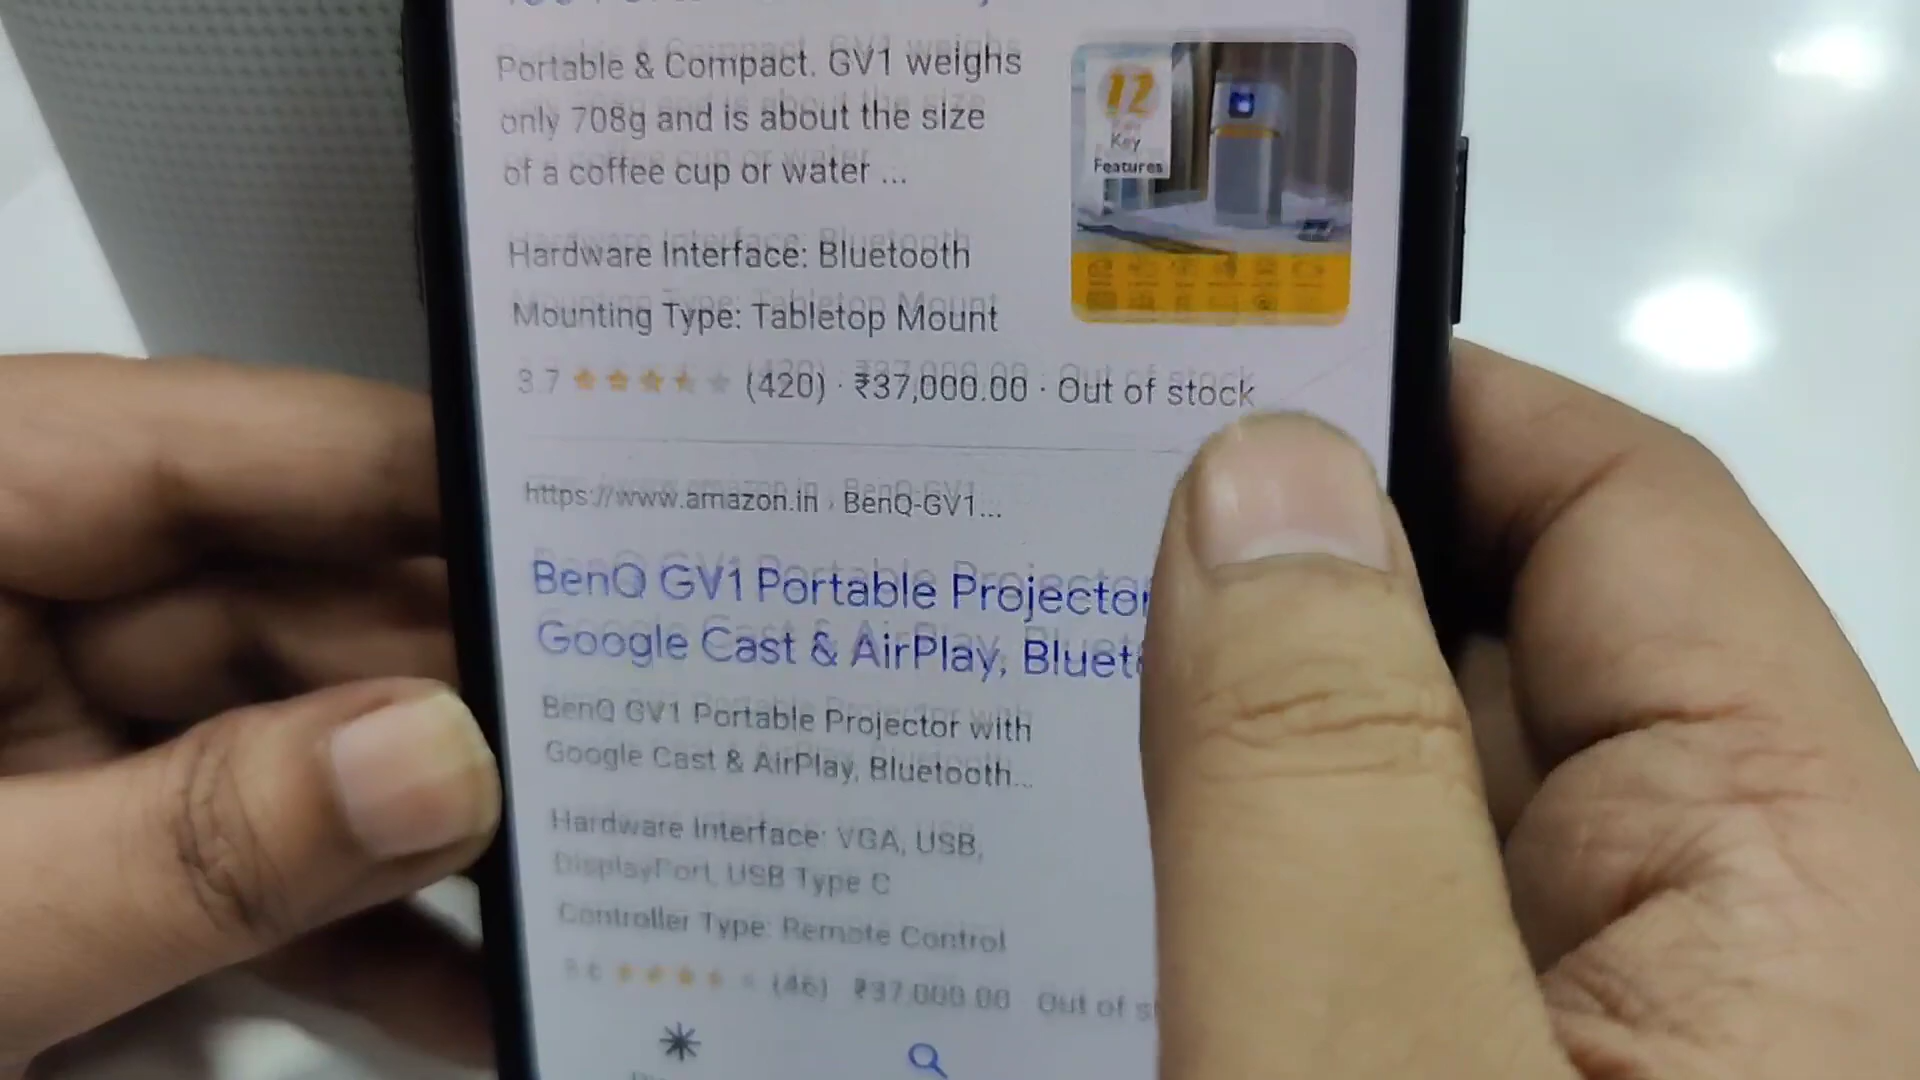 Portable & Compact. GV1 weighs
only 708g and is about the size
of a coffee cup or water ...
12
Key
Features
Hardware Interface: Bluetooth
Mounting Type: Tabletop Mount
3.7 (420) · ₹37,000.00 · Out of stock
https://www.amazon.in › BenQ-GV1...
BenQ GV1 Portable Projector
Google Cast & AirPlay, Bluet
BenQ GV1 Portable Projector with
Google Cast & AirPlay, Bluetooth...
Hardware Interface: VGA, USB,
DisplayPort, USB Type C
Controller Type: Remote Control
(46) ₹37,000.00 Out of s